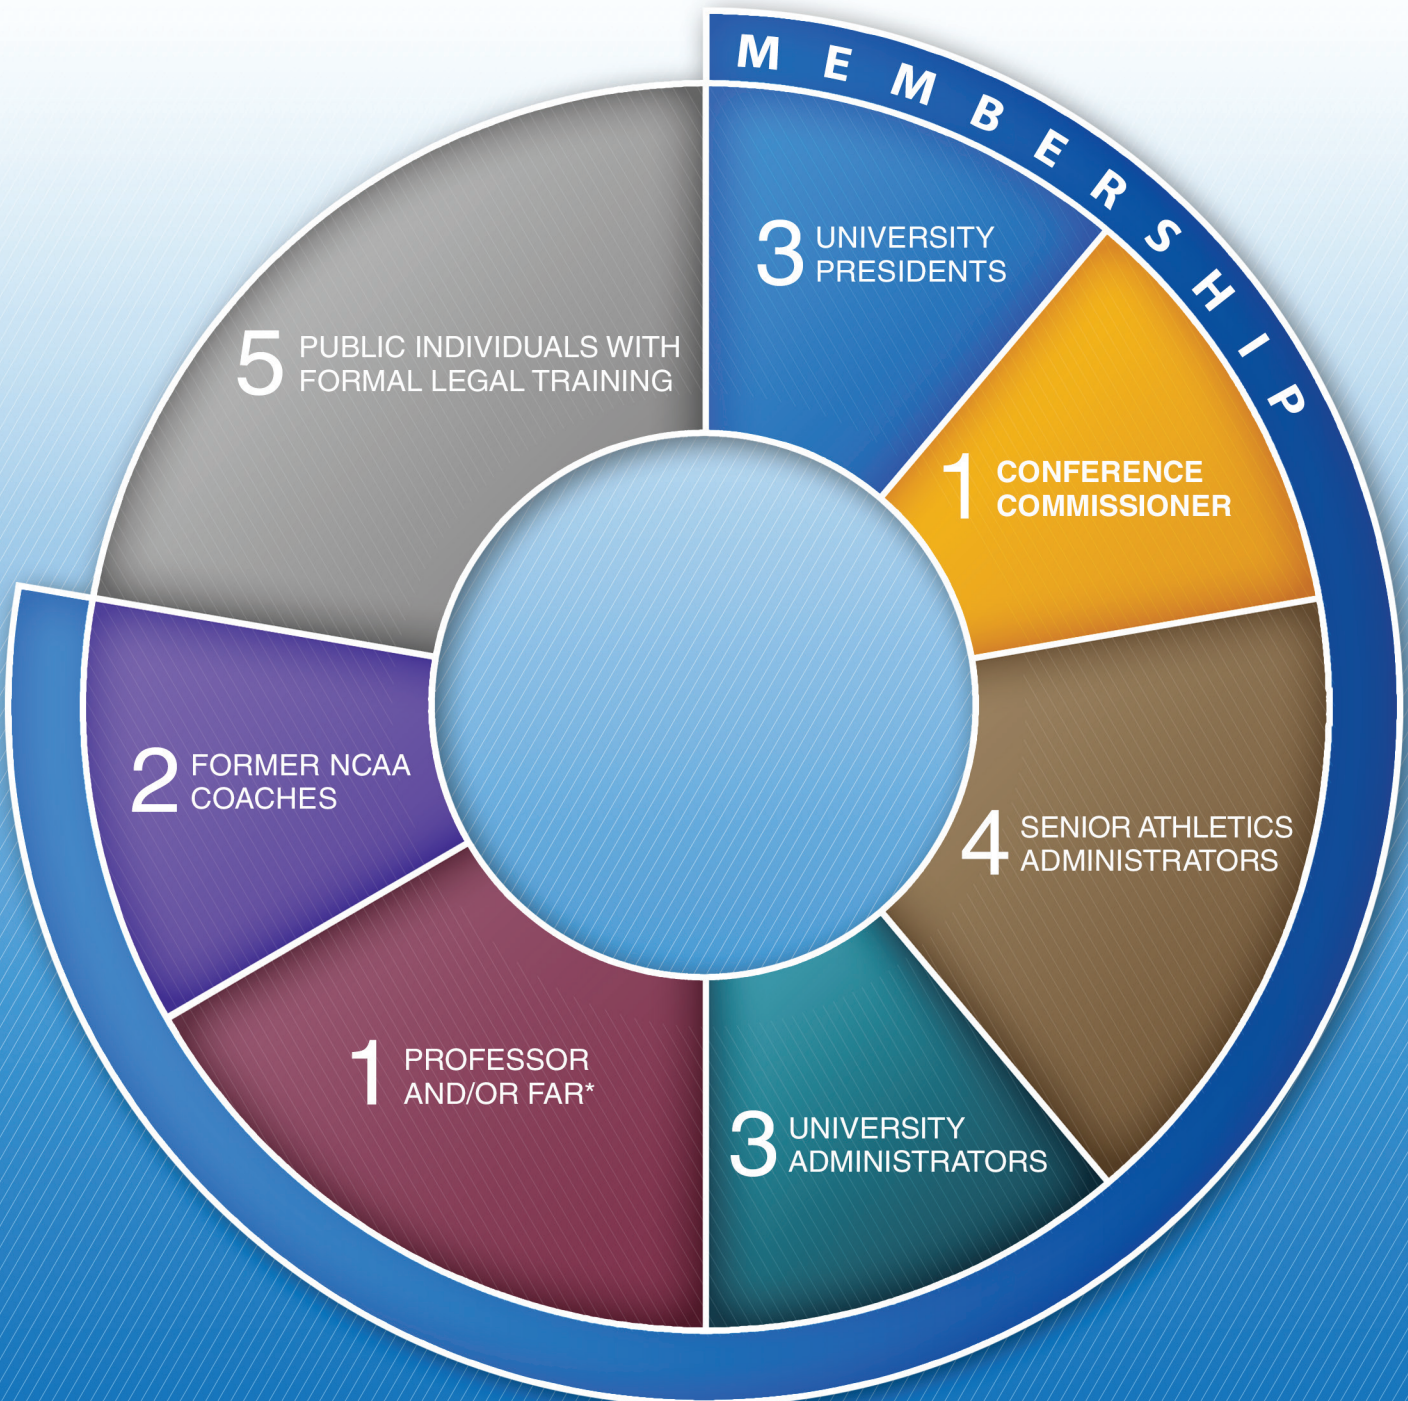 MEMBERSHIP
3 UNIVERSITY
PRESIDENTS
1 CONFERENCE
COMMISSIONER
4 SENIOR ATHLETICS
ADMINISTRATORS
3 UNIVERSITY
ADMINISTRATORS
1 PROFESSOR
AND/OR FAR*
2 FORMER NCAA
COACHES
5 PUBLIC INDIVIDUALS WITH
FORMAL LEGAL TRAINING